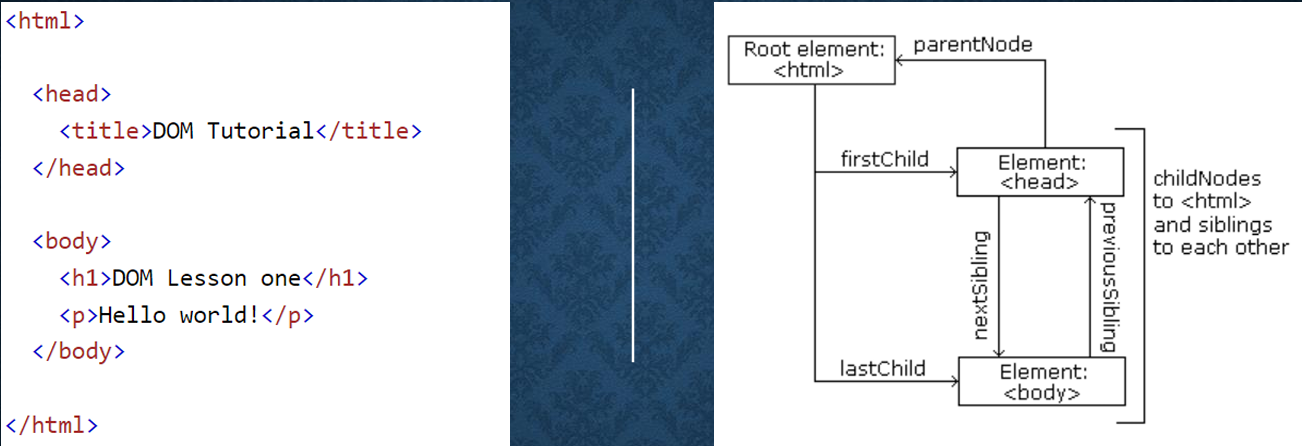 <html>
<head>
<title>DOM Tutorial</title>
</head>
<body>
<h1>DOM Lesson one</h1>
<p>Hello world!</p>
</body>
</html>
Root element:
<html>
parentNode
firstChild
Element:
<head>
childNodes
to <html>
and siblings
to each other
nextSibling
previousSibling
lastChild
Element:
<body>